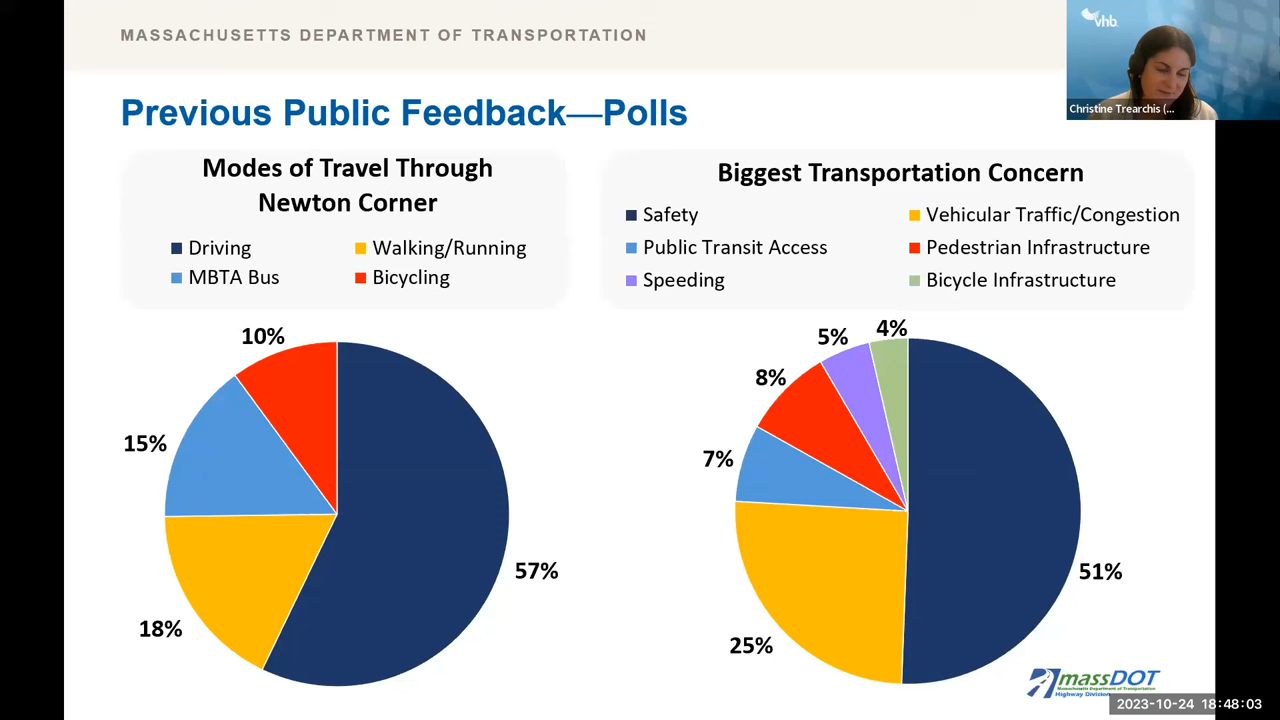 MASSACHUSETTS DEPARTMENT OF TRANSPORTATION
vhb
Christine Trearchis (...
Previous Public Feedback—Polls
Modes of Travel Through
Newton Corner
Driving
Walking/Running
MBTA Bus
Bicycling
10%
15%
18%
57%
Biggest Transportation Concern
Safety
Vehicular Traffic/Congestion
Public Transit Access
Pedestrian Infrastructure
Speeding
Bicycle Infrastructure
4%
5%
8%
7%
25%
51%
massDOT
Massachusetts Department of Transportation
Highway Division
2023-10-24 18:48:03